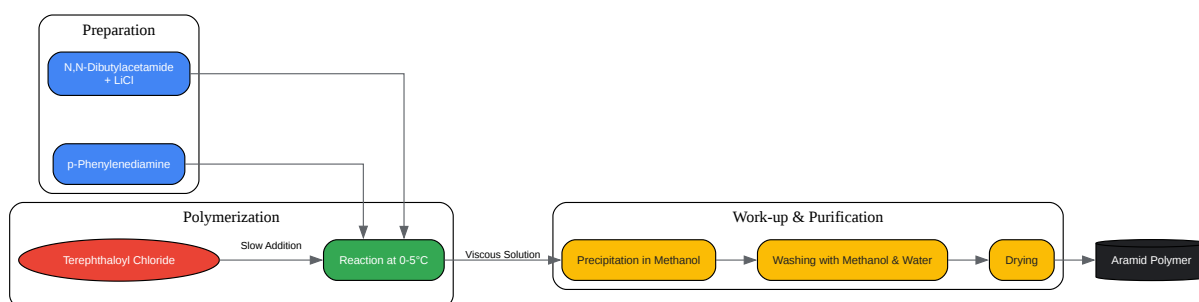 Preparation
N,N-Dibutylacetamide
+ LiCl
p-Phenylenediamine
Polymerization
Terephthaloyl Chloride
Slow Addition
Reaction at 0-5°C
Viscous Solution
Work-up & Purification
Precipitation in Methanol
Washing with Methanol & Water
Drying
Aramid Polymer